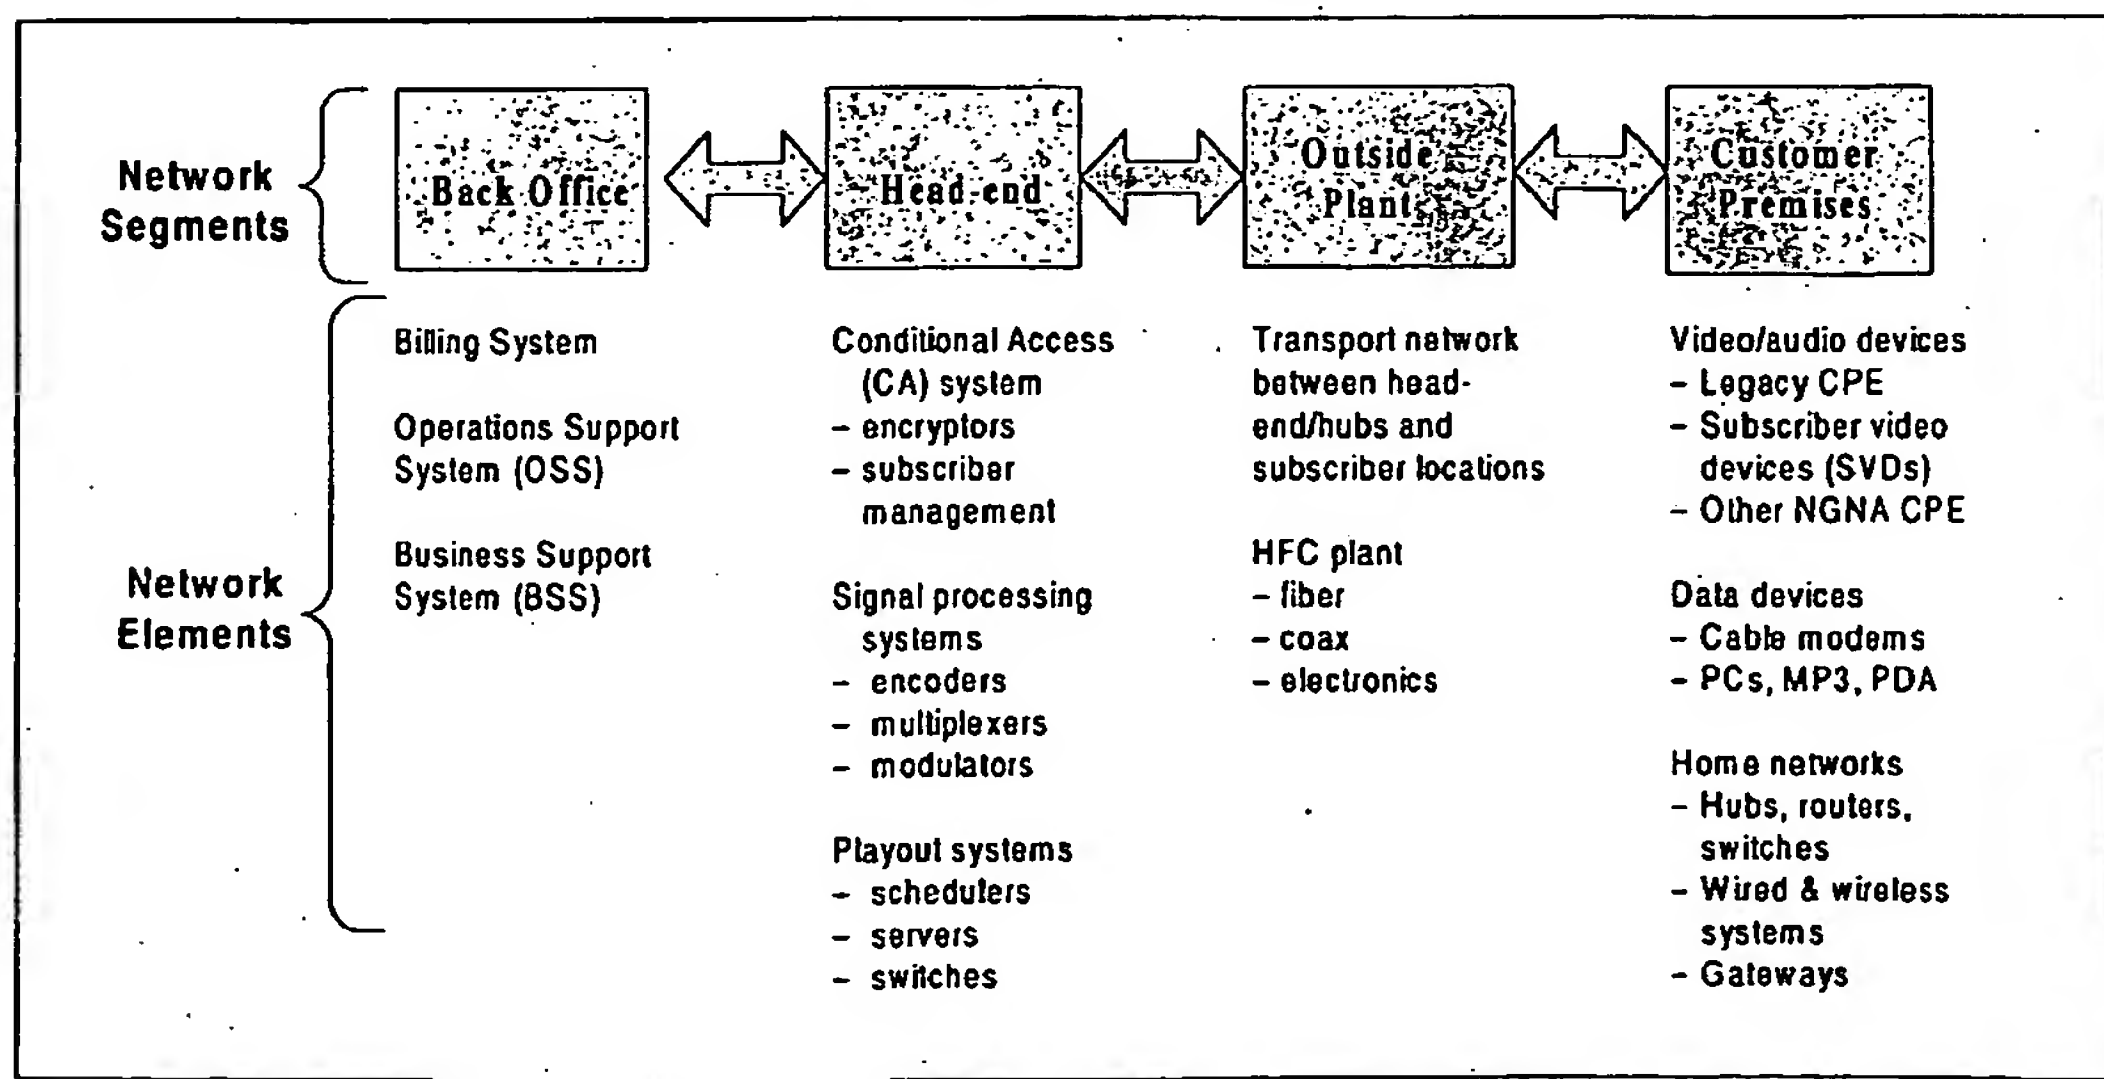 Network
Segments
Back Office
Head-end
Outside
Plant
Customer
Premises
Network
Elements
Billing System
Operations Support
System (OSS)
Business Support
System (BSS)
Conditional Access
(CA) system
– encryptors
– subscriber
management
Signal processing
systems
– encoders
– multiplexers
– modulators
Playout systems
– schedulers
– servers
– switches
Transport network
between head-
end/hubs and
subscriber locations
HFC plant
– fiber
– coax
– electronics
Video/audio devices
– Legacy CPE
– Subscriber video
devices (SVDs)
– Other NGNA CPE
Data devices
– Cable modems
– PCs, MP3, PDA
Home networks
– Hubs, routers,
switches
– Wired & wireless
systems
– Gateways